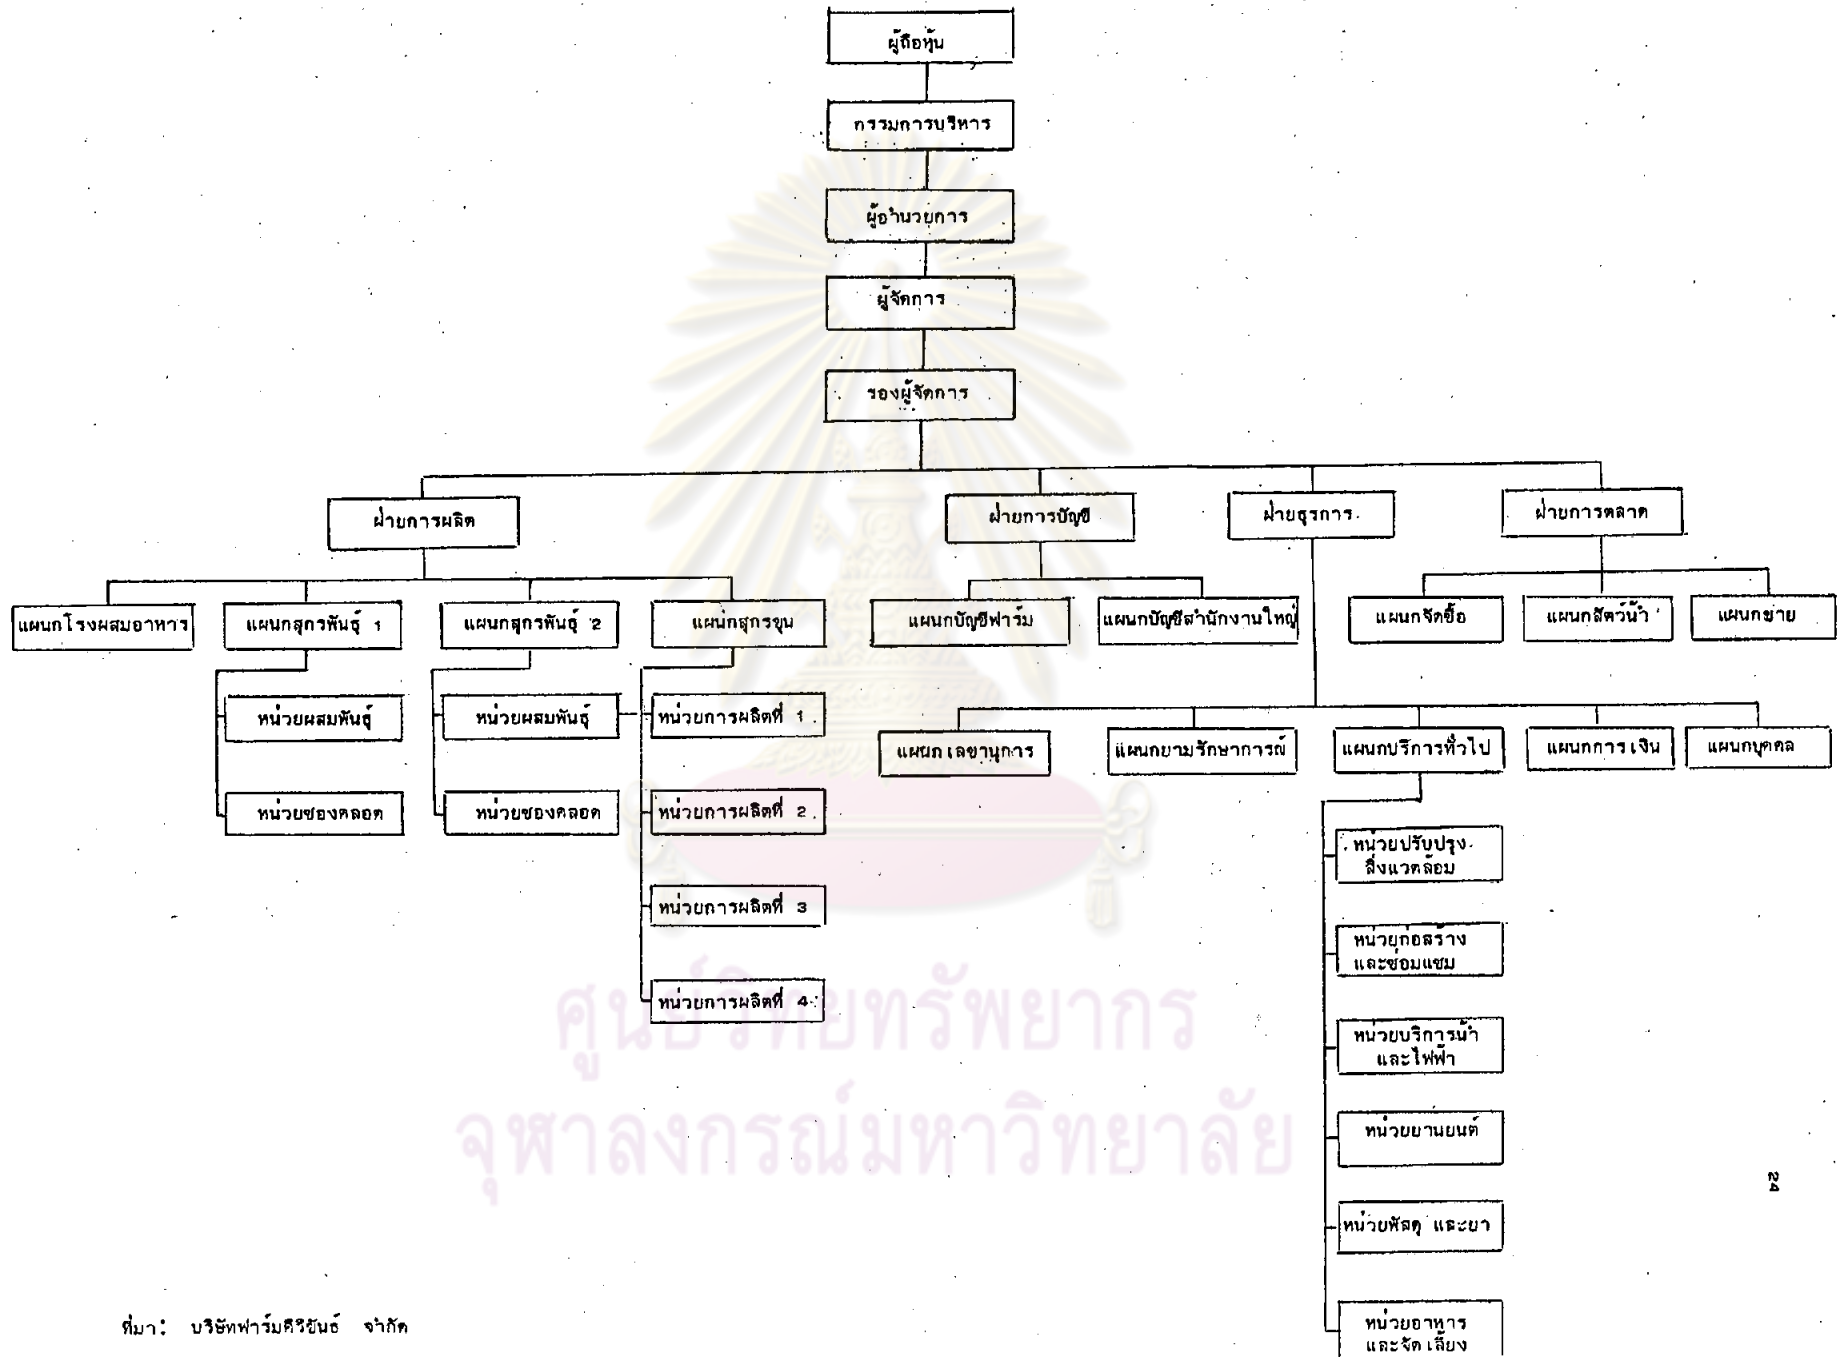 ผู้ถือหุ้น
กรรมการบริหาร
ผู้อำนวยการ
ผู้จัดการ
รองผู้จัดการ
ฝ่ายการผลิต
ฝ่ายการบัญชี
ฝ่ายธุรการ
ฝ่ายการตลาด
แผนกโรงผสมอาหาร
แผนกสุกรพันธุ์ 1
แผนกสุกรพันธุ์ 2
แผนกสุกรขุน
แผนกบัญชีฟาร์ม
แผนกบัญชีสำนักงานใหญ่
แผนกจัดซื้อ
แผนกสัตว์น้ำ
แผนกขาย
หน่วยผสมพันธุ์
หน่วยผสมพันธุ์
หน่วยการผลิตที่ 1
แผนกเลขานุการ
แผนกยามรักษาการณ์
แผนกบริการทั่วไป
แผนกการเงิน
แผนกบุคคล
หน่วยซองคลอด
หน่วยซองคลอด
หน่วยการผลิตที่ 2
หน่วยปรับปรุง
สิ่งแวดล้อม
หน่วยการผลิตที่ 3
หน่วยก่อสร้าง
และซ่อมแซม
หน่วยการผลิตที่ 4
หน่วยบริการน้ำ
และไฟฟ้า
หน่วยยานยนต์
หน่วยพัสดุ และยา
หน่วยอาหาร
และจัดเลี้ยง
ศูนย์วิทยทรัพยากร
จุฬาลงกรณ์มหาวิทยาลัย
24
ที่มา: บริษัทฟาร์ม จำกัด